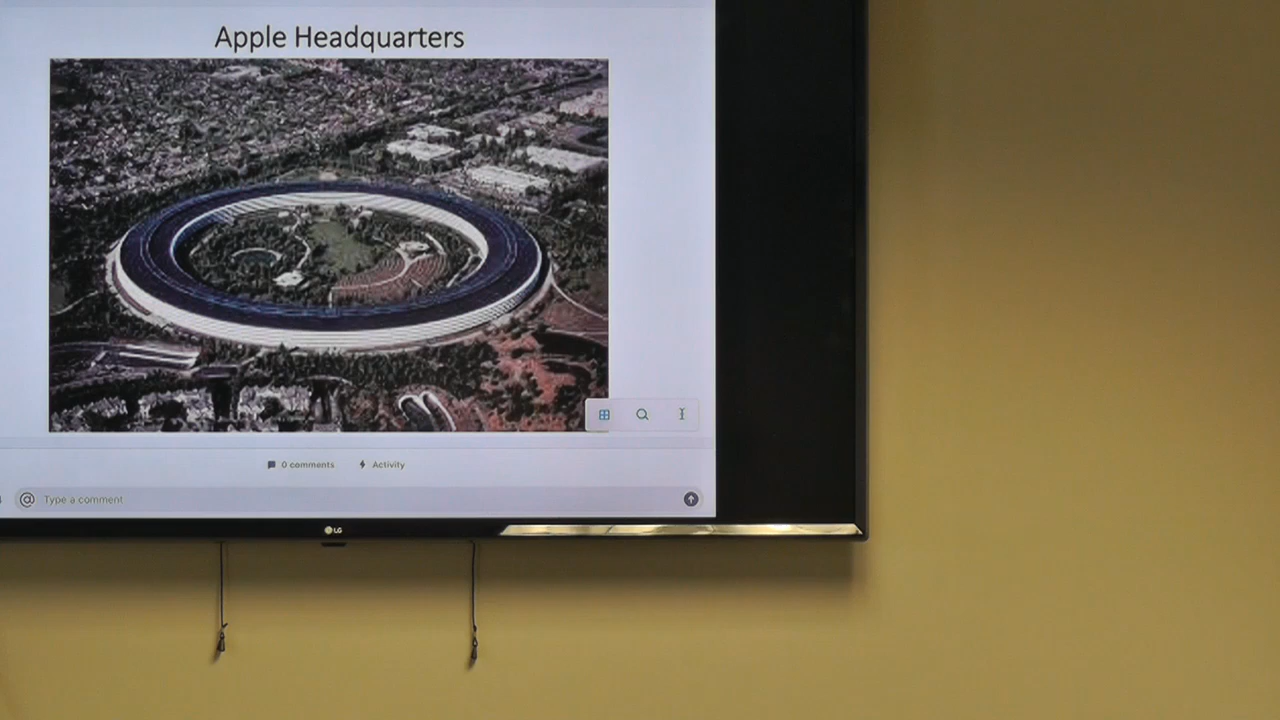 Apple Headquarters
0 comments
Activity
@ Type a comment
LG